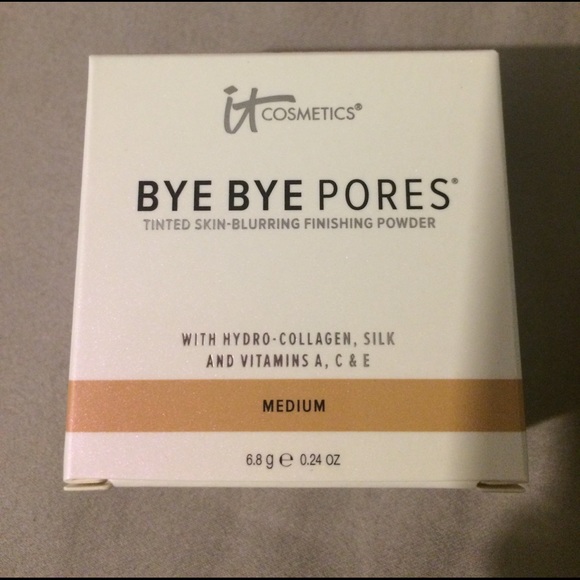 it COSMETICS®
BYE BYE PORES®
TINTED SKIN-BLURRING FINISHING POWDER
WITH HYDRO-COLLAGEN, SILK
AND VITAMINS A, C & E
MEDIUM
6.8 g ℮ 0.24 OZ